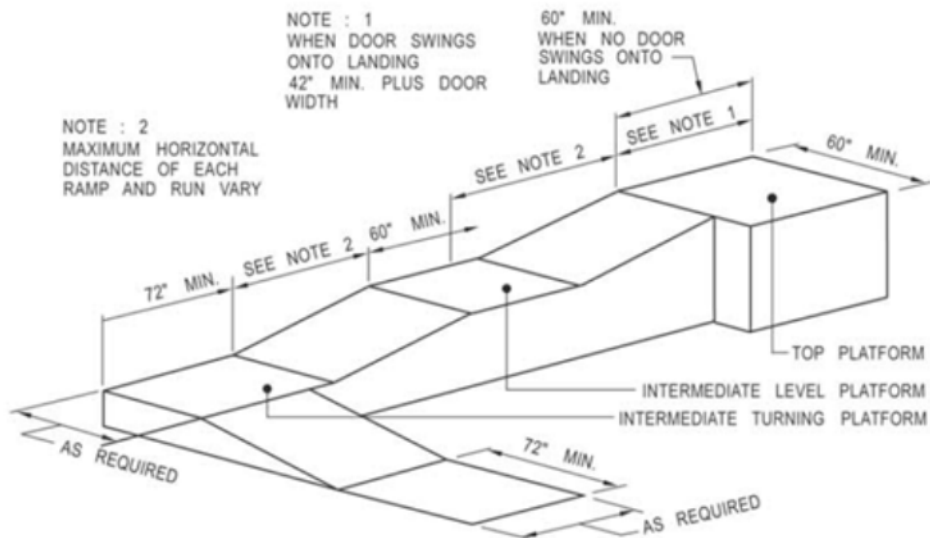 NOTE : 1
WHEN DOOR SWINGS
ONTO LANDING
42" MIN. PLUS DOOR
WIDTH
60" MIN.
WHEN NO DOOR
SWINGS ONTO
LANDING
NOTE : 2
MAXIMUM HORIZONTAL
DISTANCE OF EACH
RAMP AND RUN VARY
SEE NOTE 1
60" MIN.
SEE NOTE 2
60" MIN.
SEE NOTE 2
72" MIN.
TOP PLATFORM
INTERMEDIATE LEVEL PLATFORM
INTERMEDIATE TURNING PLATFORM
AS REQUIRED
72" MIN.
AS REQUIRED